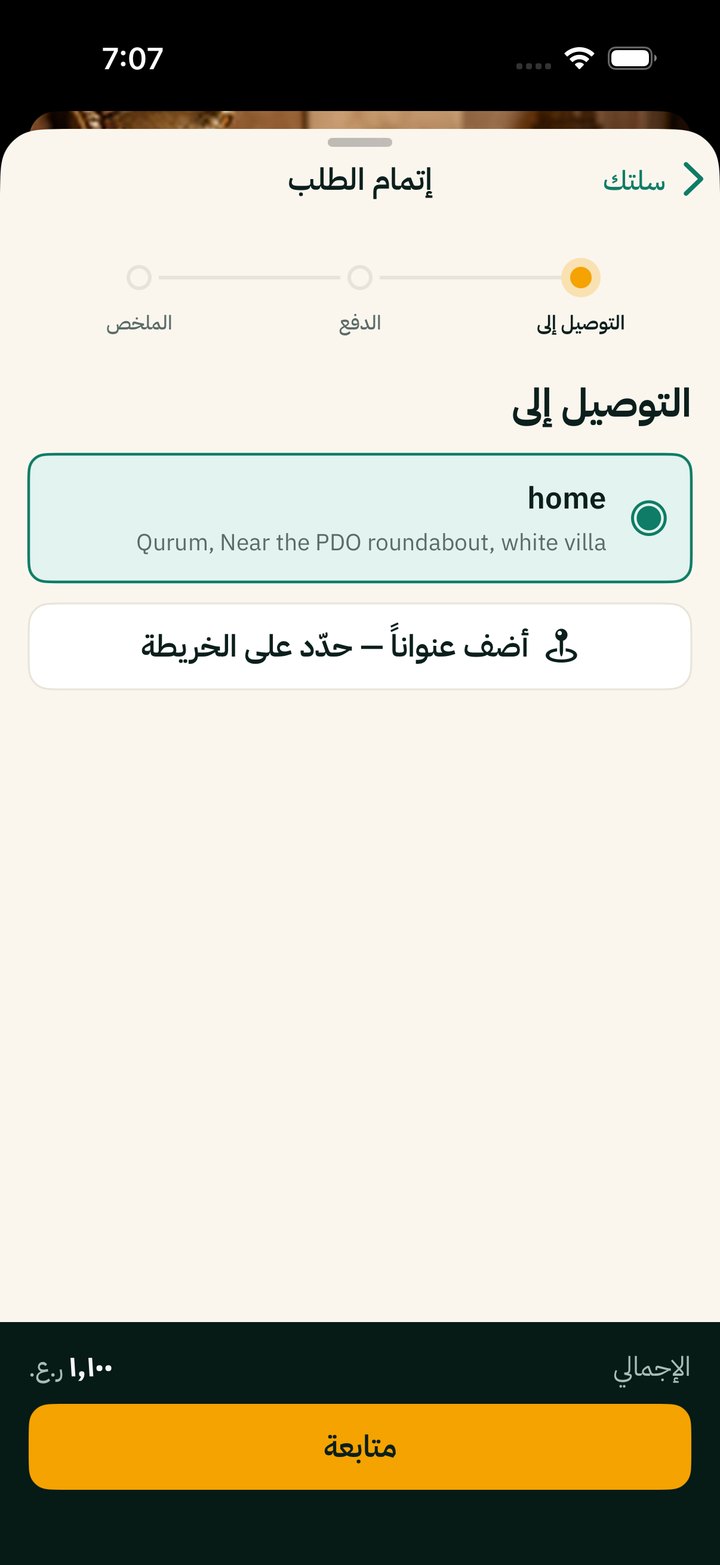 7:07
سلتك
إتمام الطلب
التوصيل إلى
الدفع
الملخص
التوصيل إلى
home
Qurum, Near the PDO roundabout, white villa
أضف عنواناً — حدّد على الخريطة
الإجمالي
١,١٠٠ ر.ع.
متابعة